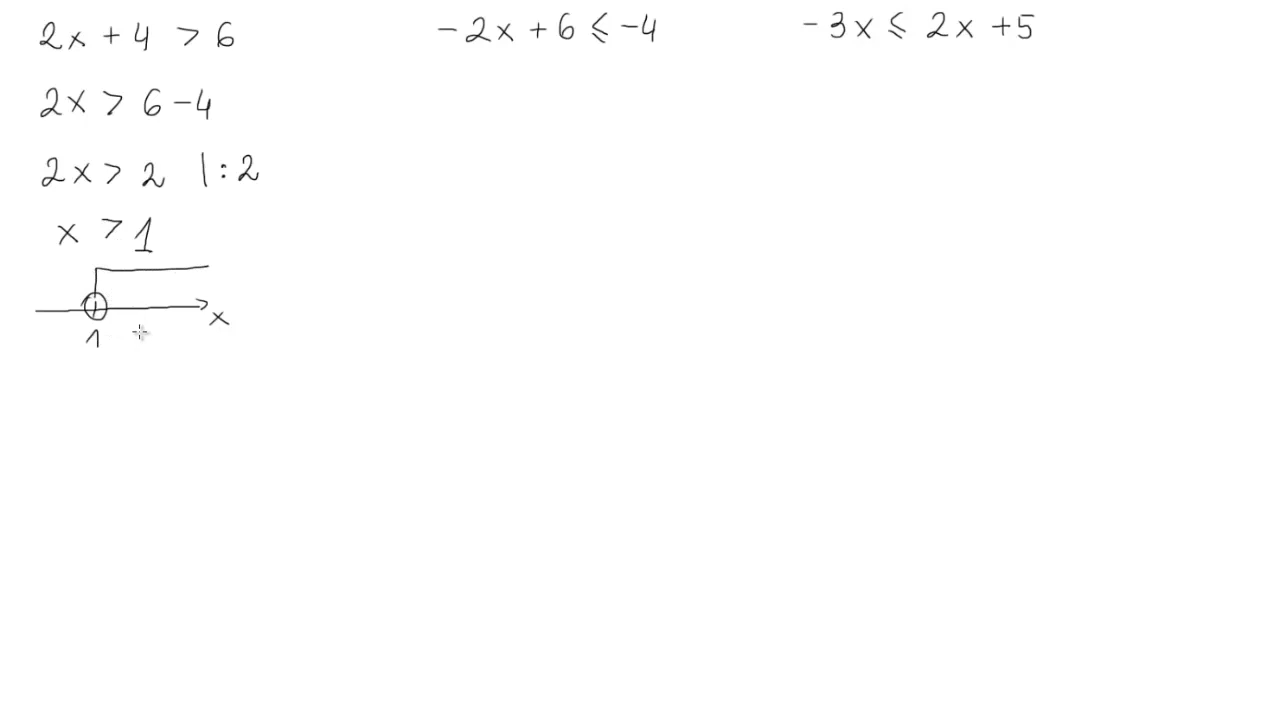 2x + 4 > 6
2x > 6 - 4
2x > 2 | : 2
x > 1
x
1
-2x + 6 ⩽ -4
-3x ⩽ 2x + 5